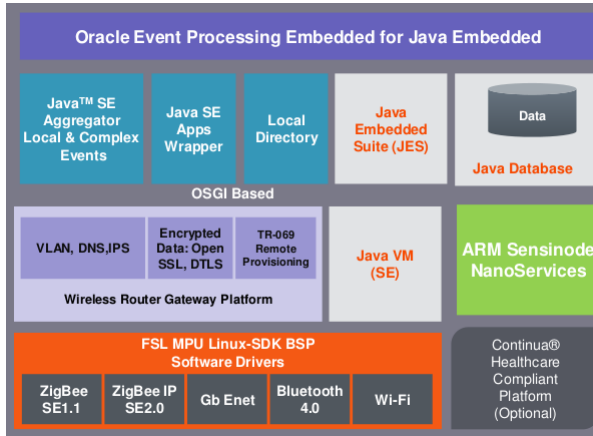 Oracle Event Processing Embedded for Java Embedded
Java™ SE
Aggregator
Local & Complex
Events
Java SE
Apps
Wrapper
Local
Directory
Java
Embedded
Suite (JES)
Data
Java Database
OSGI Based
VLAN, DNS,IPS
Encrypted
Data: Open
SSL, DTLS
TR-069
Remote
Provisioning
Wireless Router Gateway Platform
Java VM
(SE)
ARM Sensinode
NanoServices
FSL MPU Linux-SDK BSP
Software Drivers
ZigBee
SE1.1
ZigBee IP
SE2.0
Gb Enet
Bluetooth
4.0
Wi-Fi
Continua®
Healthcare
Compliant
Platform
(Optional)